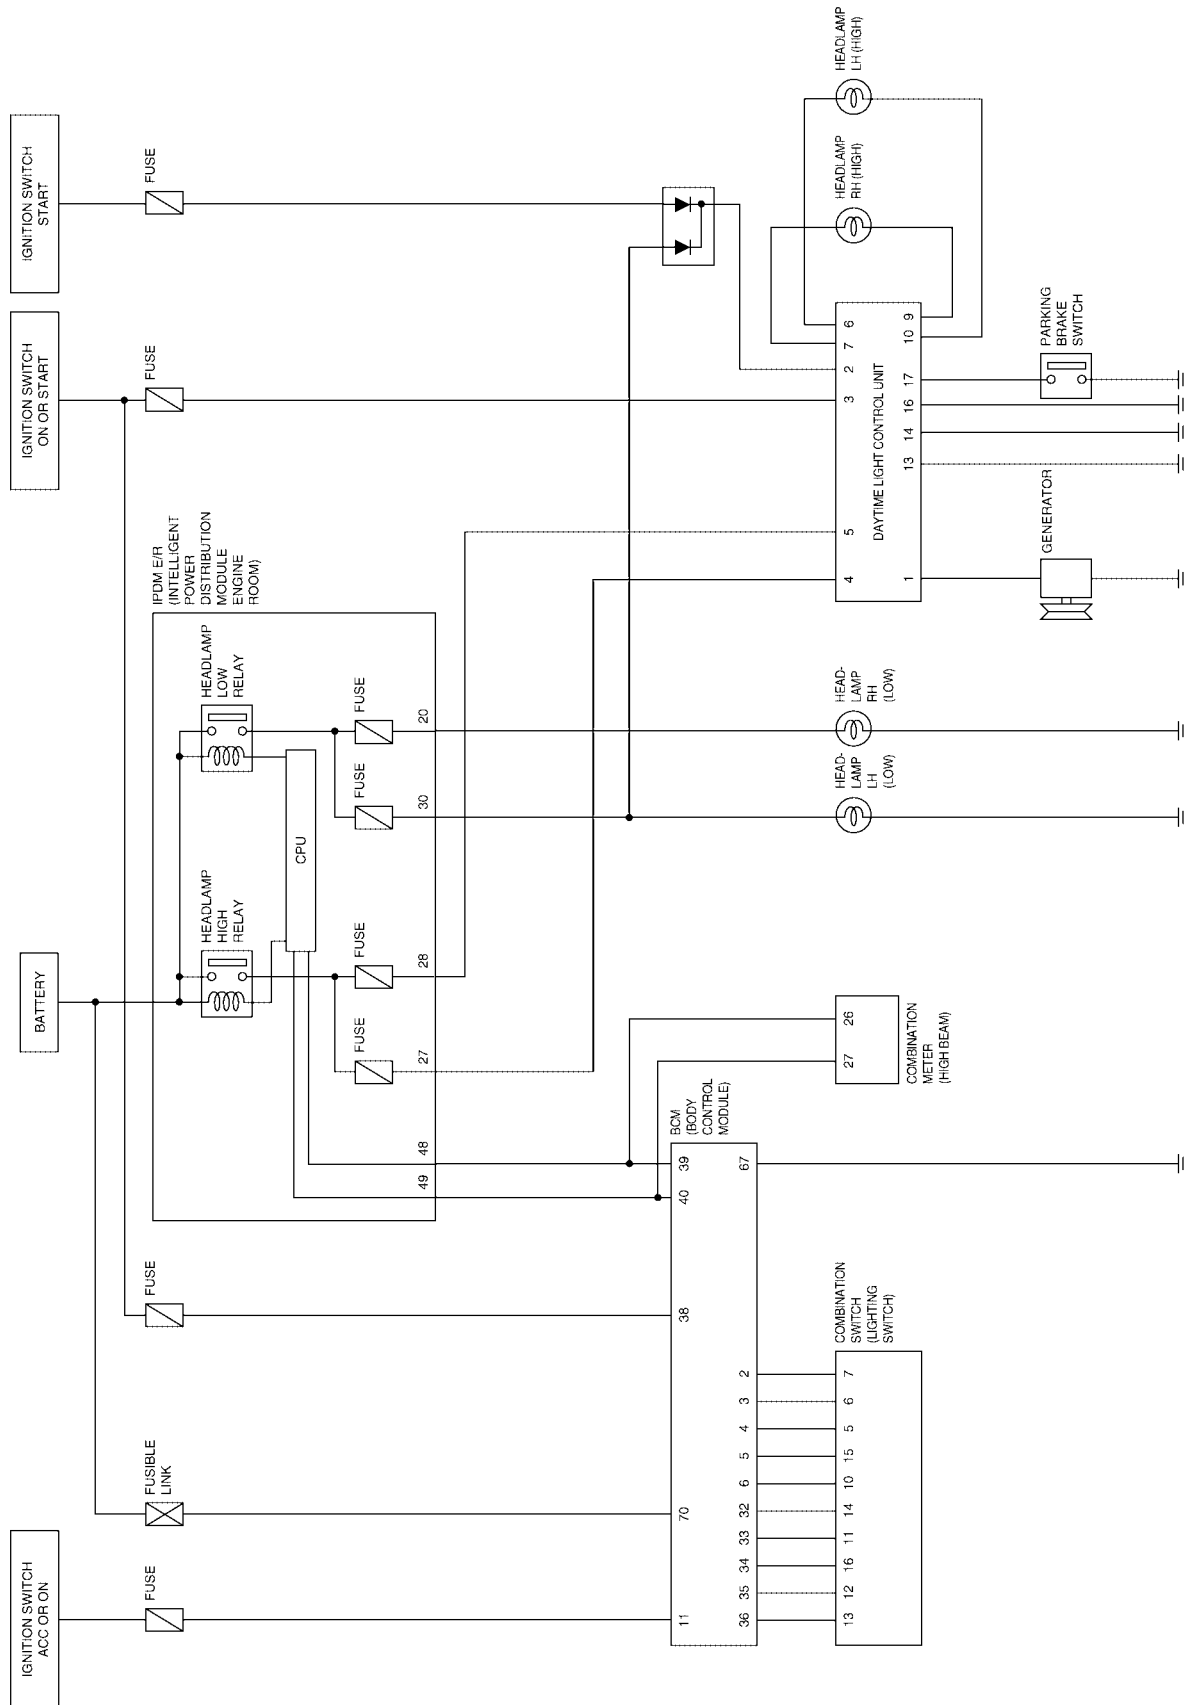 IGNITION SWITCH
ACC OR ON
BATTERY
IGNITION SWITCH
ON OR START
IGNITION SWITCH
START
FUSE
FUSIBLE
LINK
FUSE
IPDM E/R
(INTELLIGENT
POWER
DISTRIBUTION
MODULE
ENGINE
ROOM)
FUSE
FUSE
HEADLAMP
HIGH
RELAY
HEADLAMP
LOW
RELAY
CPU
FUSE
FUSE
FUSE
FUSE
49 48 27 28 30 20
BCM
(BODY
CONTROL
MODULE)
11 70 38 40 39
36 35 34 33 32 6 5 4 3 2 67
COMBINATION
SWITCH
(LIGHTING
SWITCH)
13 12 16 11 14 10 15 5 6 7
27 26
COMBINATION
METER
(HIGH BEAM)
HEAD-
LAMP
LH
(LOW)
HEAD-
LAMP
RH
(LOW)
4 5 3 2 7 6
DAYTIME LIGHT CONTROL UNIT
1 13 14 16 17 10 9
HEADLAMP
RH (HIGH)
HEADLAMP
LH (HIGH)
GENERATOR
PARKING
BRAKE
SWITCH